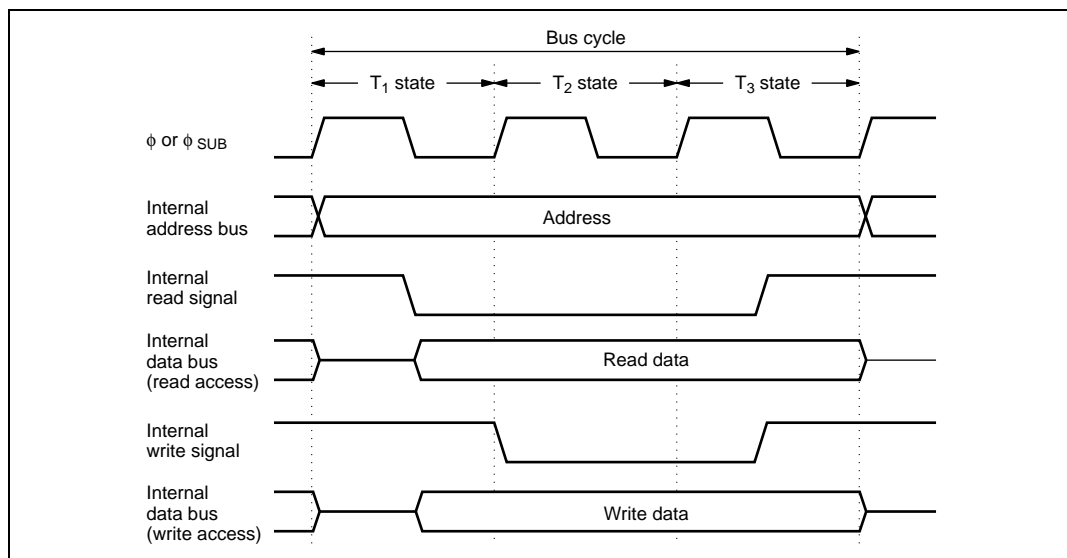 Bus cycle
T₁ state
T₂ state
T₃ state
ϕ or ϕ SUB
Internal
address bus
Address
Internal
read signal
Internal
data bus
(read access)
Read data
Internal
write signal
Internal
data bus
(write access)
Write data